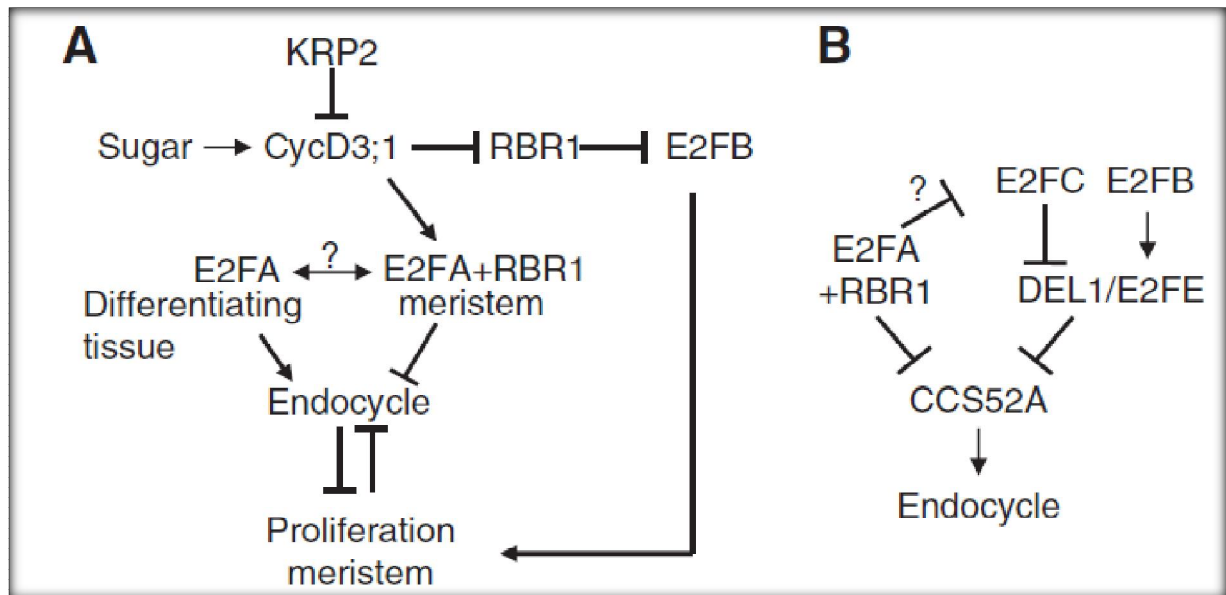 A
KRP2
Sugar CycD3;1 RBR1 E2FB
?
E2FA E2FA+RBR1
Differentiating meristem
tissue
Endocycle
Proliferation
meristem
B
E2FC E2FB
?
E2FA
+RBR1 DEL1/E2FE
CCS52A
Endocycle